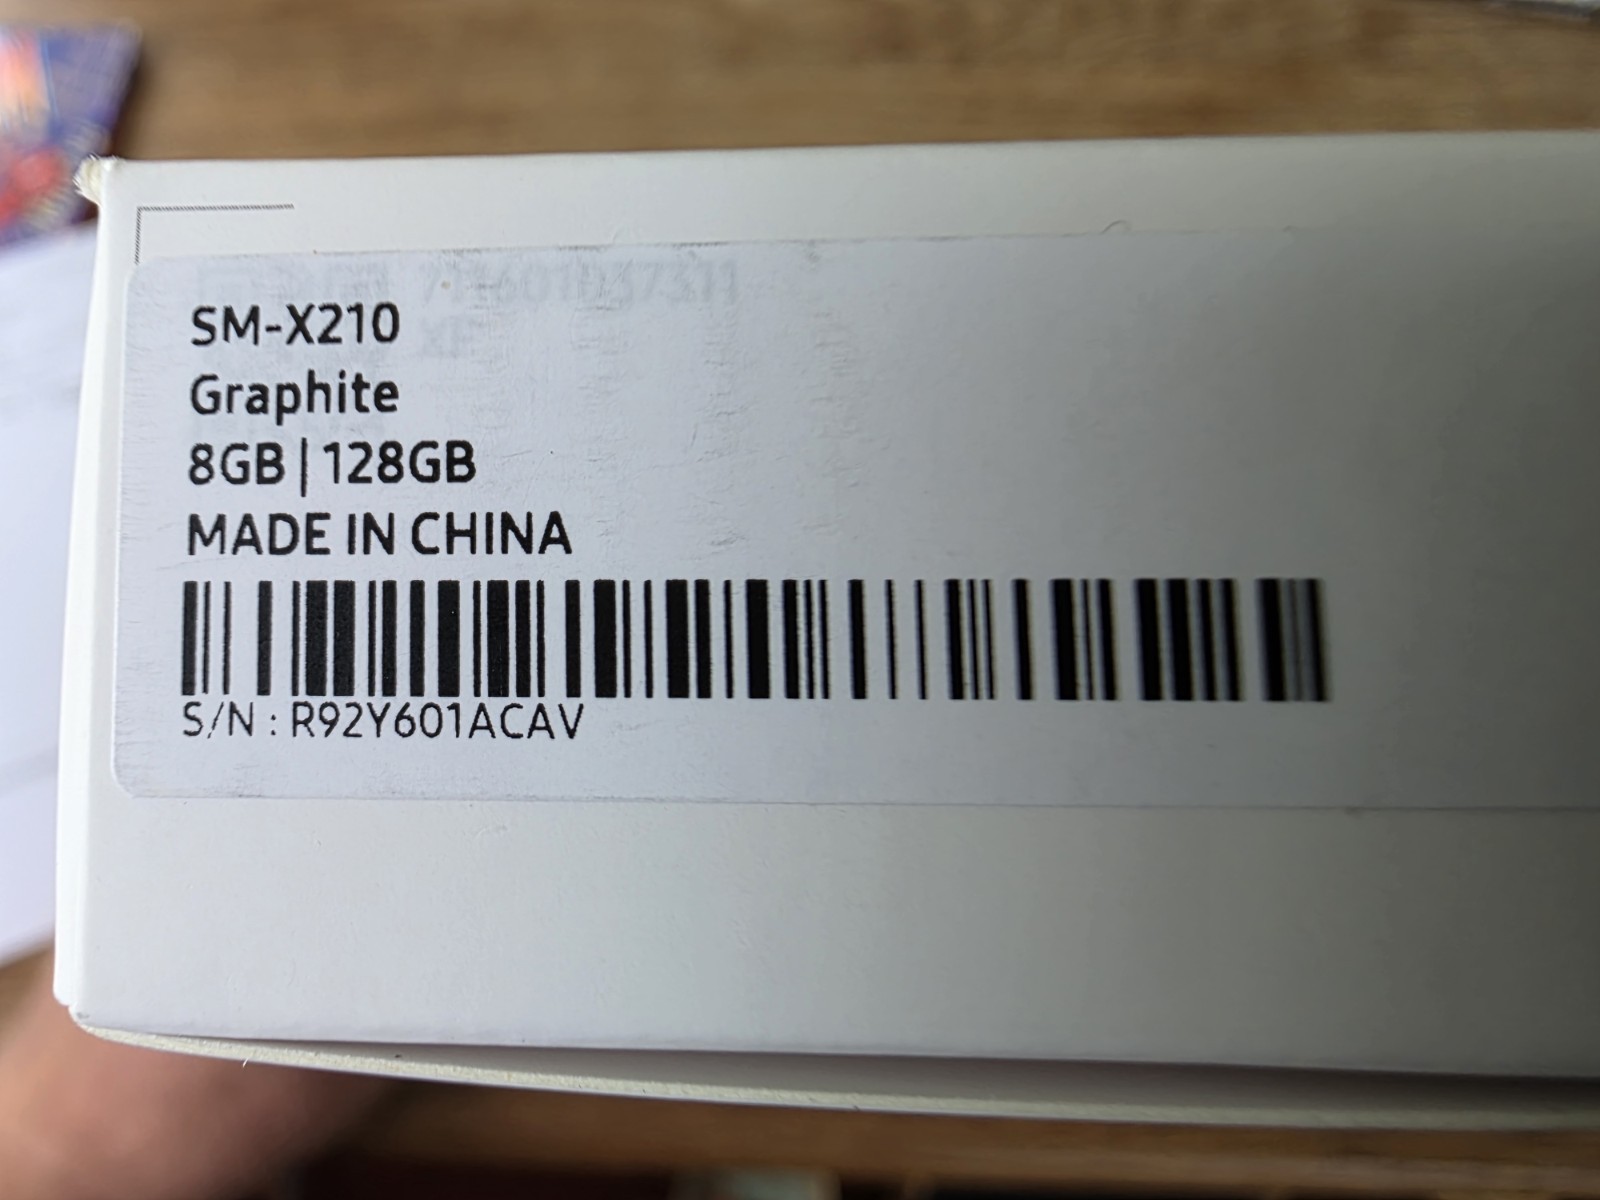 SM-X210
Graphite
8GB | 128GB
MADE IN CHINA
S/N : R92Y601ACAV